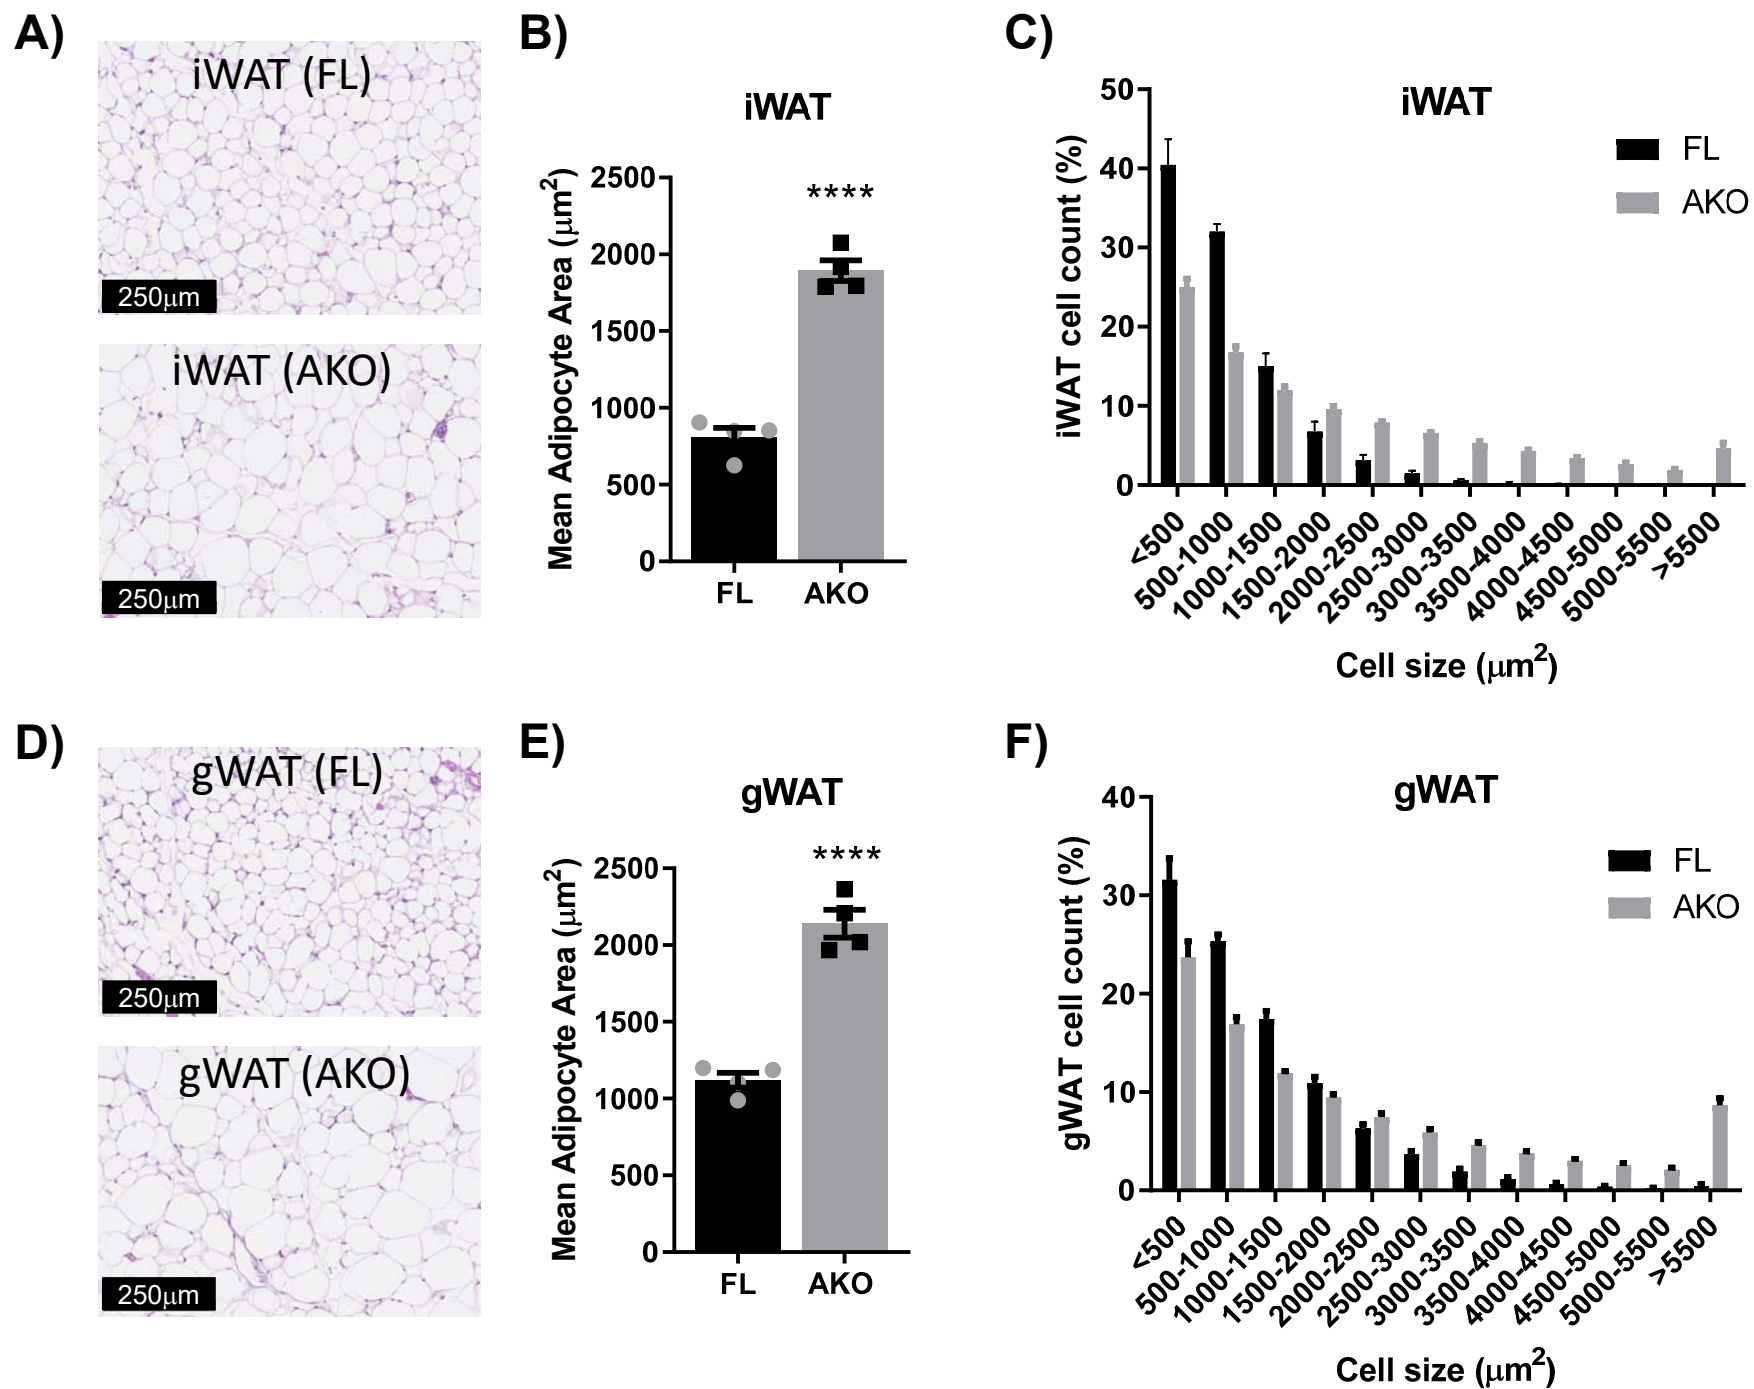 A)
iWAT (FL)
250μm
iWAT (AKO)
250μm
B)
iWAT
Mean Adipocyte Area (μm²)
2500
2000
1500
1000
500
0
****
FL
AKO
C)
iWAT
iWAT cell count (%)
50
40
30
20
10
0
FL
AKO
<500
500-1000
1000-1500
1500-2000
2000-2500
2500-3000
3000-3500
3500-4000
4000-4500
4500-5000
5000-5500
>5500
Cell size (μm²)
D)
gWAT (FL)
250μm
gWAT (AKO)
250μm
E)
gWAT
Mean Adipocyte Area (μm²)
2500
2000
1500
1000
500
0
****
FL
AKO
F)
gWAT
gWAT cell count (%)
40
30
20
10
0
FL
AKO
<500
500-1000
1000-1500
1500-2000
2000-2500
2500-3000
3000-3500
3500-4000
4000-4500
4500-5000
5000-5500
>5500
Cell size (μm²)